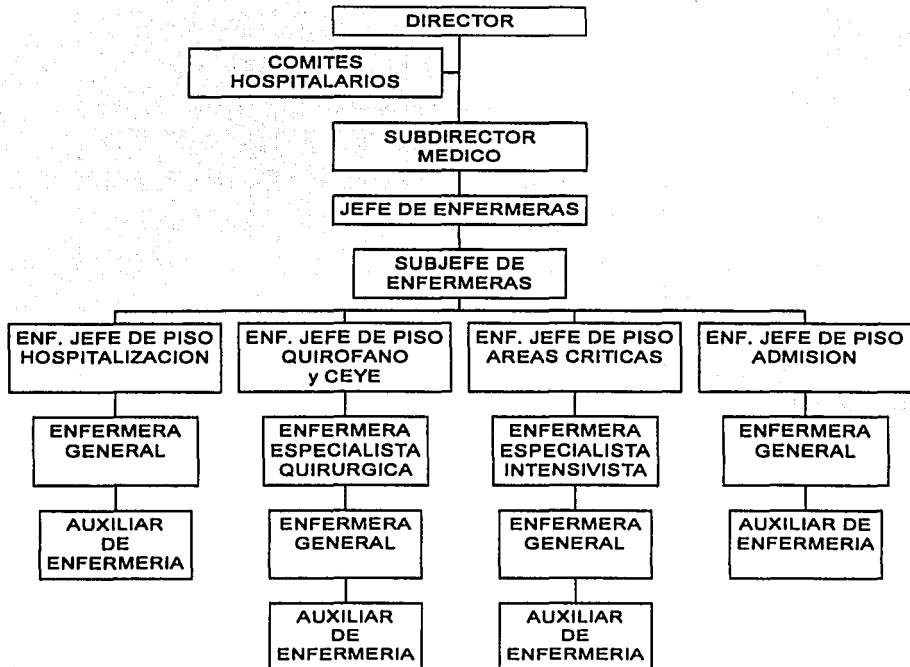 DIRECTOR
COMITES
HOSPITALARIOS
SUBDIRECTOR
MEDICO
JEFE DE ENFERMERAS
SUBJEFE DE
ENFERMERAS
ENF. JEFE DE PISO
HOSPITALIZACION
ENF. JEFE DE PISO
QUIROFANO
y CEYE
ENF. JEFE DE PISO
AREAS CRITICAS
ENF. JEFE DE PISO
ADMISION
ENFERMERA
GENERAL
ENFERMERA
ESPECIALISTA
QUIRURGICA
ENFERMERA
ESPECIALISTA
INTENSIVISTA
ENFERMERA
GENERAL
AUXILIAR
DE
ENFERMERIA
ENFERMERA
GENERAL
ENFERMERA
GENERAL
AUXILIAR DE
ENFERMERIA
AUXILIAR
DE
ENFERMERIA
AUXILIAR
DE
ENFERMERIA